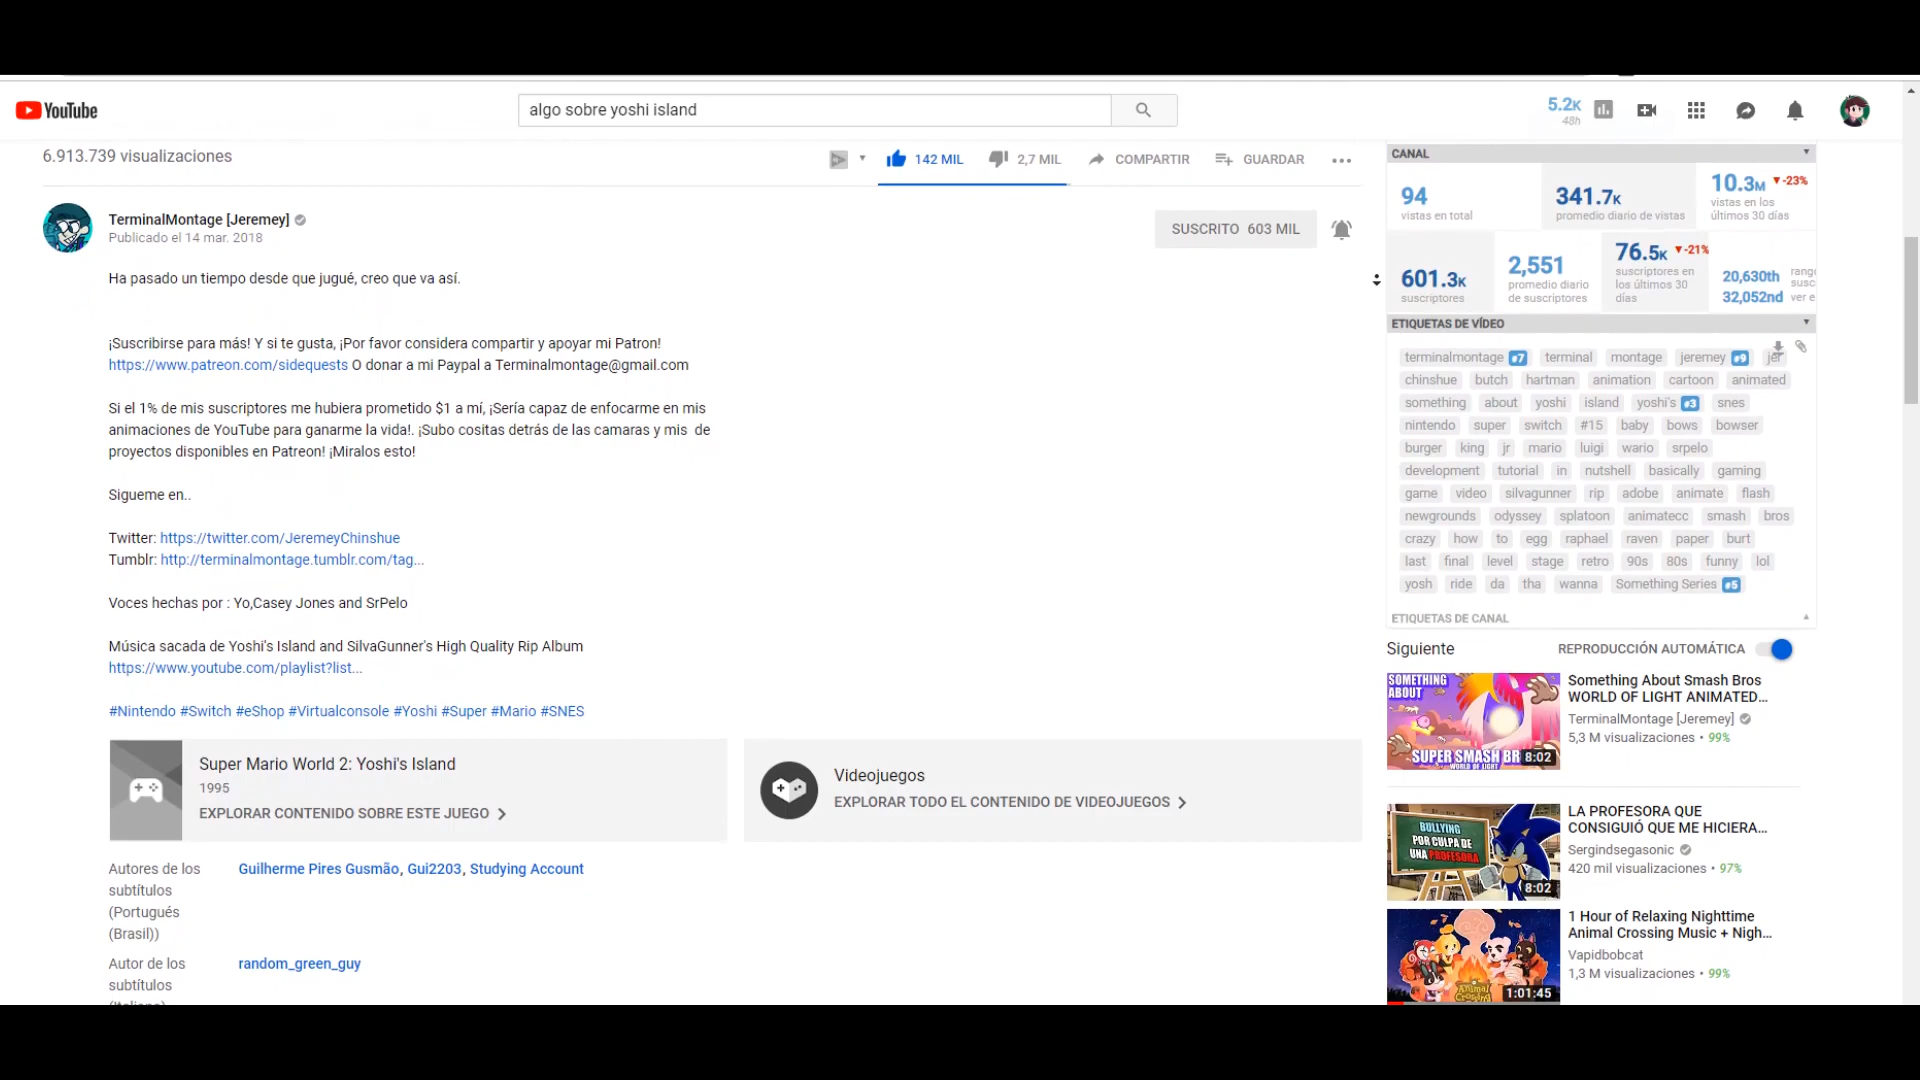 YouTube
algo sobre yoshi island
5.2K
48h
6.913.739 visualizaciones
142 MIL
2,7 MIL
COMPARTIR
GUARDAR
TerminalMontage [Jeremey]
Publicado el 14 mar. 2018
SUSCRITO 603 MIL
Ha pasado un tiempo desde que jugué, creo que va así.
¡Suscribirse para más! Y si te gusta, ¡Por favor considera compartir y apoyar mi Patron!
https://www.patreon.com/sidequests O donar a mi Paypal a Terminalmontage@gmail.com
Si el 1% de mis suscriptores me hubiera prometido $1 a mí, ¡Sería capaz de enfocarme en mis
animaciones de YouTube para ganarme la vida!. ¡Subo cositas detrás de las camaras y mis de
proyectos disponibles en Patreon! ¡Miralos esto!
Sigueme en..
Twitter: https://twitter.com/JeremeyChinshue
Tumblr: http://terminalmontage.tumblr.com/tag...
Voces hechas por : Yo,Casey Jones and SrPelo
Música sacada de Yoshi's Island and SilvaGunner's High Quality Rip Album
https://www.youtube.com/playlist?list...
#Nintendo #Switch #eShop #Virtualconsole #Yoshi #Super #Mario #SNES
Super Mario World 2: Yoshi's Island
1995
EXPLORAR CONTENIDO SOBRE ESTE JUEGO
Videojuegos
EXPLORAR TODO EL CONTENIDO DE VIDEOJUEGOS
Autores de los
subtítulos
(Portugués
(Brasil))
Guilherme Pires Gusmão, Gui2203, Studying Account
Autor de los
subtítulos
random_green_guy
CANAL
94
vistas en total
341.7K
promedio diario de vistas
10.3M ▼-23%
vistas en los
últimos 30 días
601.3K
suscriptores
2,551
promedio diario
de suscriptores
76.5K ▼-21%
suscriptores en
los últimos 30
días
20,630th
32,052nd
rang
susc
ver e
ETIQUETAS DE VÍDEO
terminalmontage #7 terminal montage jeremey #9 jer
chinshue butch hartman animation cartoon animated
something about yoshi island yoshi's #3 snes
nintendo super switch #15 baby bows bowser
burger king jr mario luigi wario srpelo
development tutorial in nutshell basically gaming
game video silvagunner rip adobe animate flash
newgrounds odyssey splatoon animatecc smash bros
crazy how to egg raphael raven paper burt
last final level stage retro 90s 80s funny lol
yosh ride da tha wanna Something Series #5
ETIQUETAS DE CANAL
Siguiente
REPRODUCCIÓN AUTOMÁTICA
SOMETHING
ABOUT
SUPER SMASH BR
WORLD OF LIGHT
8:02
Something About Smash Bros
WORLD OF LIGHT ANIMATED...
TerminalMontage [Jeremey]
5,3 M visualizaciones • 99%
BULLYING
POR CULPA DE
UNA PROFESORA
8:02
LA PROFESORA QUE
CONSIGUIÓ QUE ME HICIERA...
Sergindsegasonic
420 mil visualizaciones • 97%
Animal
Crossing
1:01:45
1 Hour of Relaxing Nighttime
Animal Crossing Music + Nigh...
Vapidbobcat
1,3 M visualizaciones • 99%